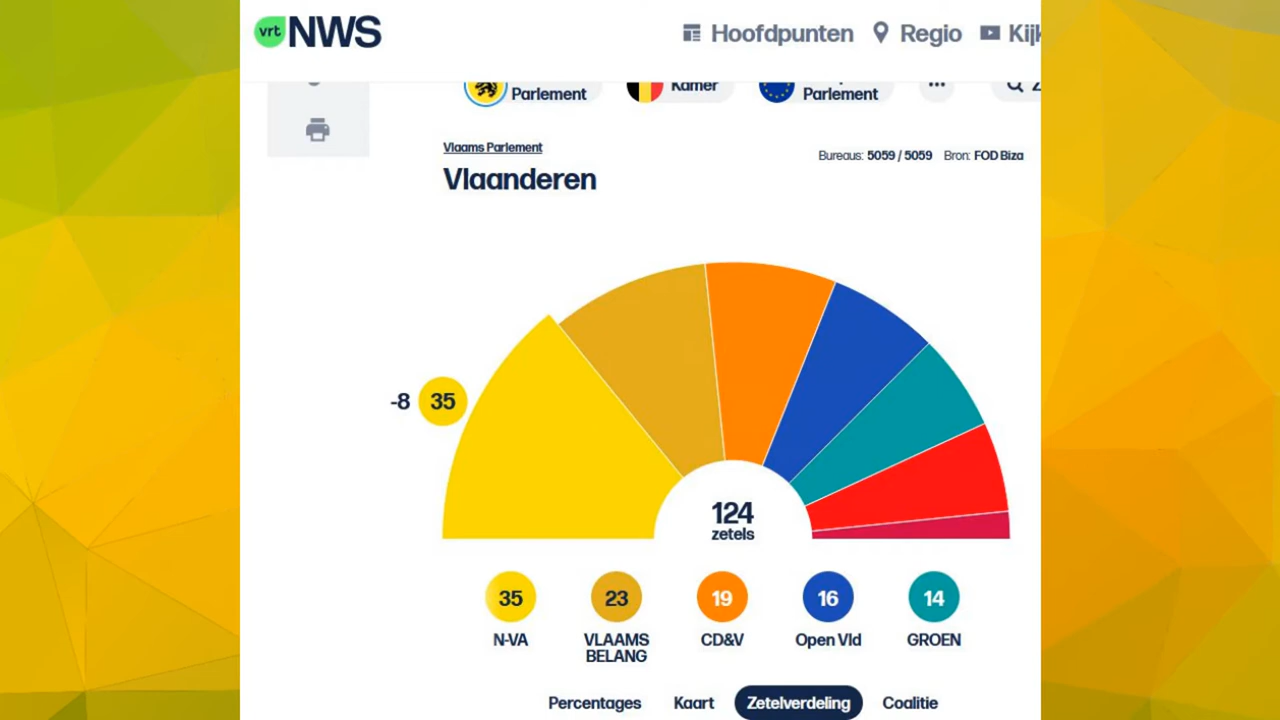 vrt NWS
Hoofdpunten Regio Kijk
Parlement Kamer Parlement ... Z
Vlaams Parlement
Bureaus: 5059 / 5059 Bron: FOD Biza
Vlaanderen
-8 35
124
zetels
35 23 19 16 14
N-VA VLAAMS BELANG CD&V Open Vld GROEN
Percentages Kaart Zetelverdeling Coalitie